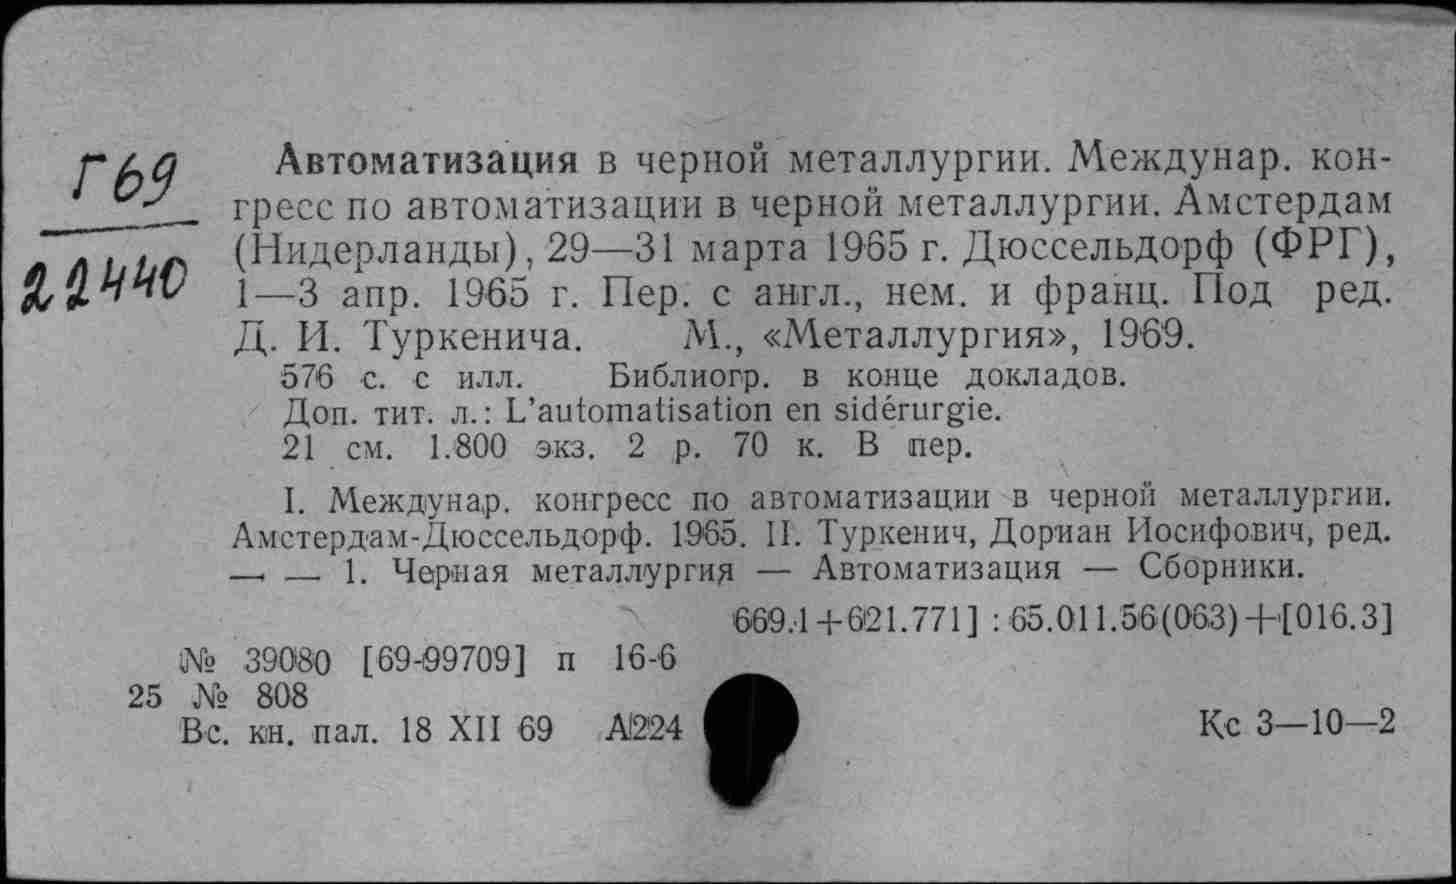 Г69
22440
Автоматизация в черной металлургии. Междунар. кон-
гресс по автоматизации в черной металлургии. Амстердам
(Нидерланды), 29—31 марта 1965 г. Дюссельдорф (ФРГ),
1—3 апр. 1965 г. Пер. с англ., нем. и франц. Под ред.
Д. И. Туркенича. М., «Металлургия», 1969.
576 с. с илл. Библиогр. в конце докладов.
Доп. тит. л.: L’automatisation en sidérurgie.
21 см. 1.800 экз. 2 р. 70 к. В пер.
I. Междунар. конгресс по автоматизации в черной металлургии.
Амстердам-Дюссельдорф. 1965. II. Туркенич, Дориан Иосифович, ред.
— — 1. Черная металлургия — Автоматизация — Сборники.
669.1+621.771] : 65.011.56(063)+[016.3]
№ 39080 [69-99709] п 16-6
25 № 808
Вс. кн. пал. 18 XII 69 А224
Кс 3—10—2